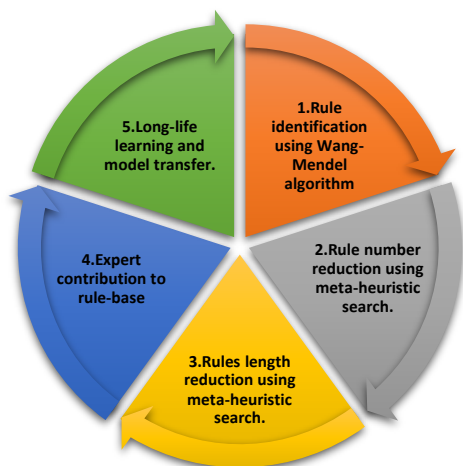 1.Rule
identification
using Wang-
Mendel
algorithm
2.Rule number
reduction using
meta-heuristic
search.
3.Rules length
reduction using
meta-heuristic
search.
4.Expert
contribution to
rule-base
5.Long-life
learning and
model transfer.